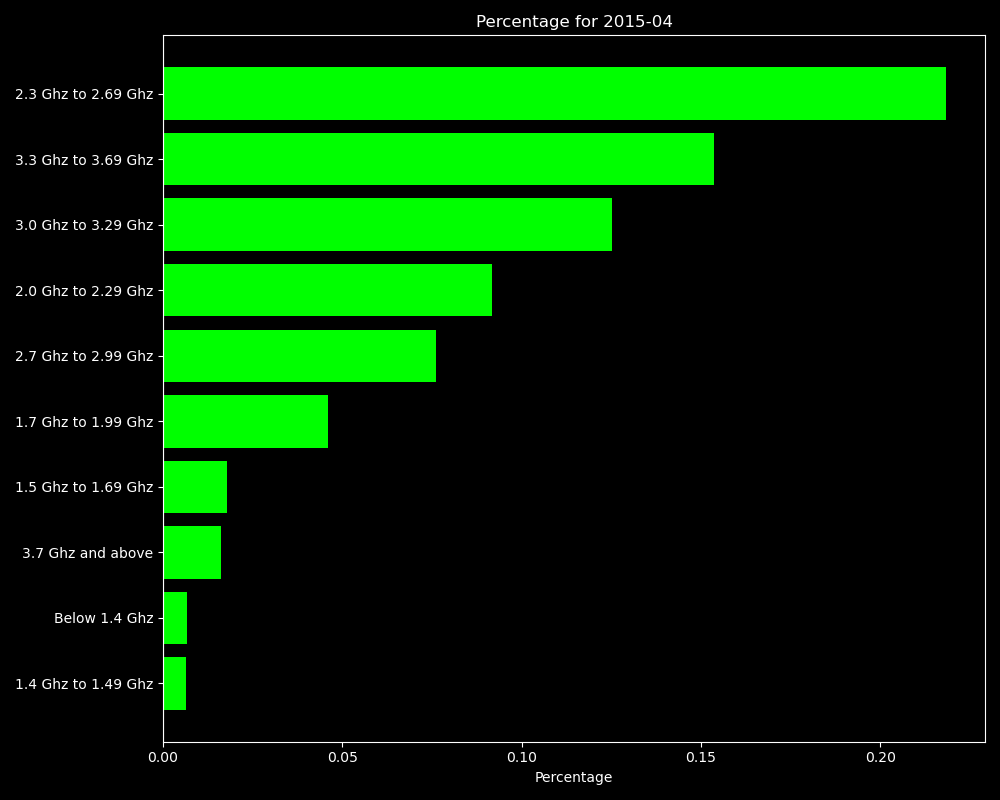 Percentage for 2015-04
2.3 Ghz to 2.69 Ghz
3.3 Ghz to 3.69 Ghz
3.0 Ghz to 3.29 Ghz
2.0 Ghz to 2.29 Ghz
2.7 Ghz to 2.99 Ghz
1.7 Ghz to 1.99 Ghz
1.5 Ghz to 1.69 Ghz
3.7 Ghz and above
Below 1.4 Ghz
1.4 Ghz to 1.49 Ghz
0.00 0.05 0.10 0.15 0.20
Percentage